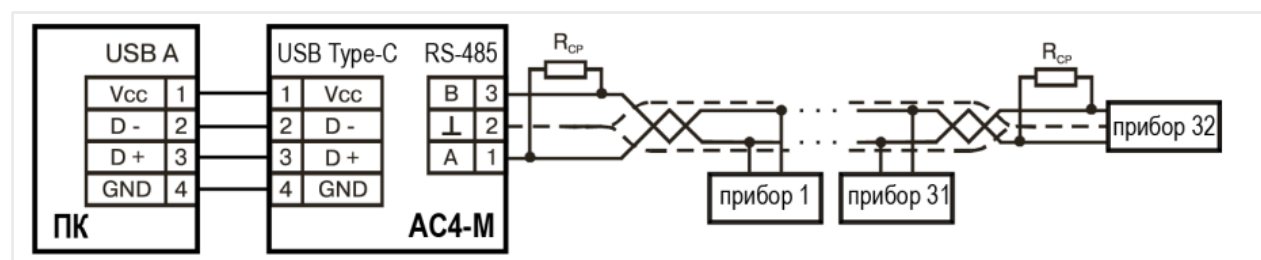 USB A
Vcc 1
D - 2
D + 3
GND 4
ПК
USB Type-C RS-485
1 Vcc
2 D -
3 D +
4 GND
B 3
⊥ 2
A 1
АС4-М
Rср
прибор 1
прибор 31
Rср
прибор 32